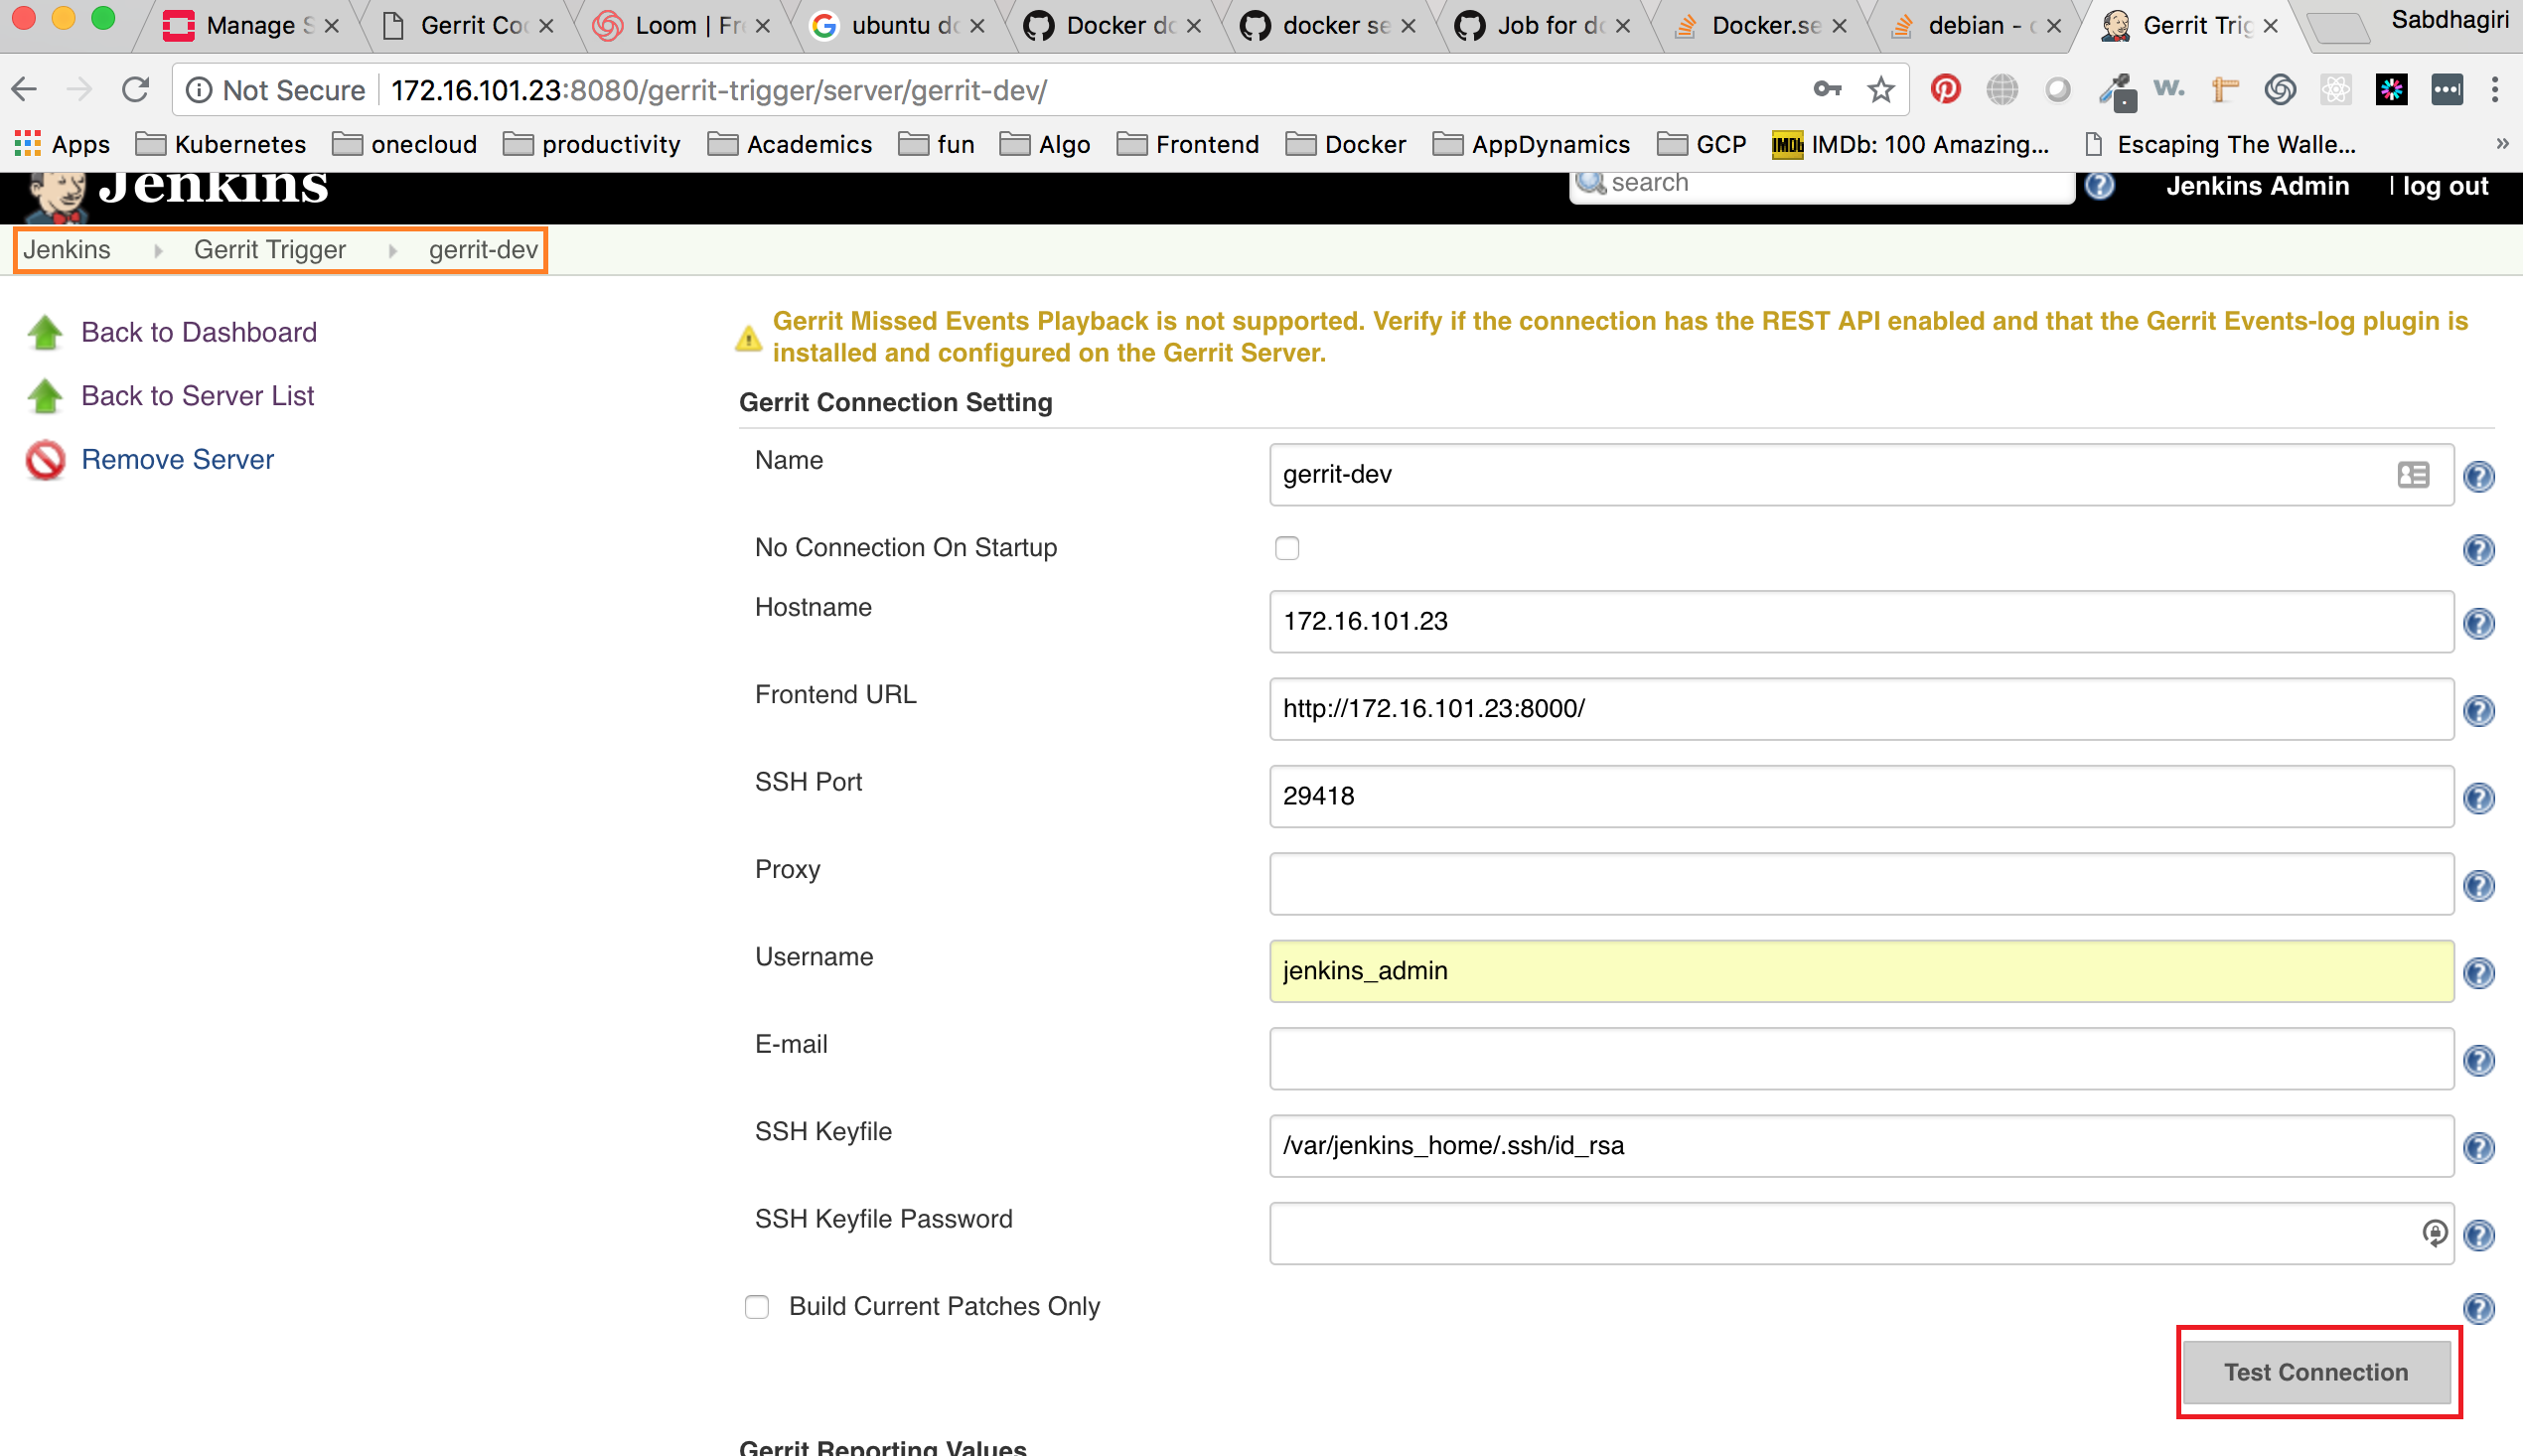 Manage S
Gerrit Co
Loom | Fr
ubuntu d
Docker d
docker se
Job for d
Docker.se
debian -
Gerrit Trig
Sabdhagiri
Not Secure 172.16.101.23:8080/gerrit-trigger/server/gerrit-dev/
Apps Kubernetes onecloud productivity Academics fun Algo Frontend Docker AppDynamics GCP IMDb IMDb: 100 Amazing... Escaping The Walle... »
Jenkins search Jenkins Admin | log out
Jenkins Gerrit Trigger gerrit-dev
Back to Dashboard
Back to Server List
Remove Server
Gerrit Missed Events Playback is not supported. Verify if the connection has the REST API enabled and that the Gerrit Events-log plugin is
installed and configured on the Gerrit Server.
Gerrit Connection Setting
Name gerrit-dev
No Connection On Startup
Hostname 172.16.101.23
Frontend URL http://172.16.101.23:8000/
SSH Port 29418
Proxy
Username jenkins_admin
E-mail
SSH Keyfile /var/jenkins_home/.ssh/id_rsa
SSH Keyfile Password
Build Current Patches Only
Test Connection
Gerrit Reporting Values